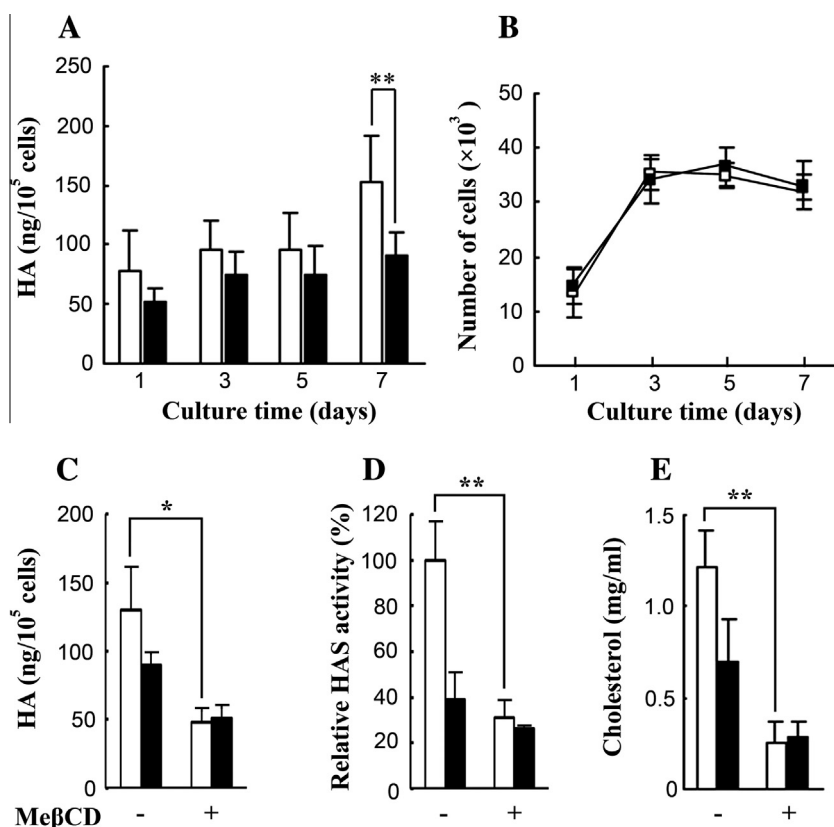 A
HA (ng/10⁵ cells)
250
200
150
100
50
0
**
1 3 5 7
Culture time (days)
B
Number of cells (×10³)
50
40
30
20
10
0
1 3 5 7
Culture time (days)
C
HA (ng/10⁵ cells)
200
150
100
50
0
*
MeβCD - +
D
Relative HAS activity (%)
120
100
80
60
40
20
0
**
- +
E
Cholesterol (mg/ml)
1.5
1.2
0.5
0
**
- +